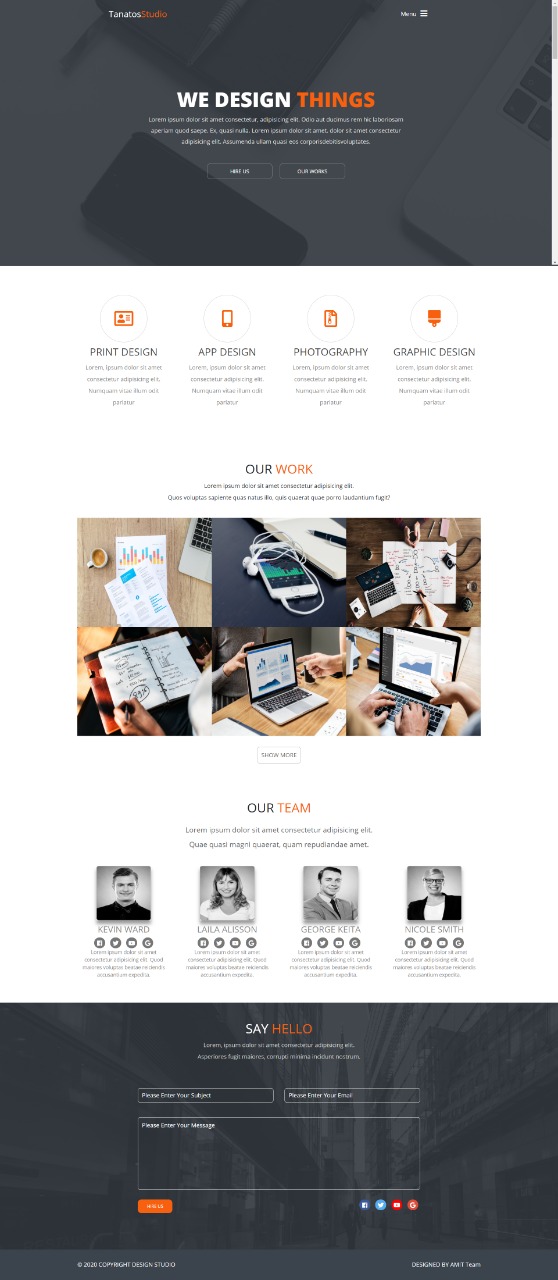 TanatosStudio
Menu
WE DESIGN THINGS
Lorem ipsum dolor sit amet consectetur, adipisicing elit. Odio aut ducimus rem hic laboriosam
aperiam quod saepe. Ex, quasi nulla. Lorem ipsum dolor sit amet, dolor sit amet consectetur
adipisicing elit. Assumenda ullam quasi eos corporisdebitisvoluptates.
HIRE US
OUR WORKS
PRINT DESIGN
Lorem, ipsum dolor sit amet
consectetur adipisicing elit.
Numquam vitae illum odit
pariatur
APP DESIGN
Lorem, ipsum dolor sit amet
consectetur adipisicing elit.
Numquam vitae illum odit
pariatur
PHOTOGRAPHY
Lorem, ipsum dolor sit amet
consectetur adipisicing elit.
Numquam vitae illum odit
pariatur
GRAPHIC DESIGN
Lorem, ipsum dolor sit amet
consectetur adipisicing elit.
Numquam vitae illum odit
pariatur
OUR WORK
Lorem ipsum dolor sit amet consectetur adipisicing elit.
Quos voluptas sapiente quas natus illo, quis quaerat quae porro laudantium fugit?
SHOW MORE
OUR TEAM
Lorem ipsum dolor sit amet consectetur adipisicing elit.
Quae quasi magni quaerat, quam repudiandae amet.
KEVIN WARD
Lorem ipsum dolor sit amet
consectetur adipisicing elit. Quod
maiores voluptas beatae reiciendis
accusantium expedita.
LAILA ALISSON
Lorem ipsum dolor sit amet
consectetur adipisicing elit. Quod
maiores voluptas beatae reiciendis
accusantium expedita.
GEORGE KEITA
Lorem ipsum dolor sit amet
consectetur adipisicing elit. Quod
maiores voluptas beatae reiciendis
accusantium expedita.
NICOLE SMITH
Lorem ipsum dolor sit amet
consectetur adipisicing elit. Quod
maiores voluptas beatae reiciendis
accusantium expedita.
SAY HELLO
Lorem, ipsum dolor sit amet consectetur adipisicing elit.
Asperiores fugit maiores, corrupti minima incidunt nostrum.
Please Enter Your Subject
Please Enter Your Email
Please Enter Your Message
HIRE US
© 2020 COPYRIGHT DESIGN STUDIO
DESIGNED BY AMIT Team